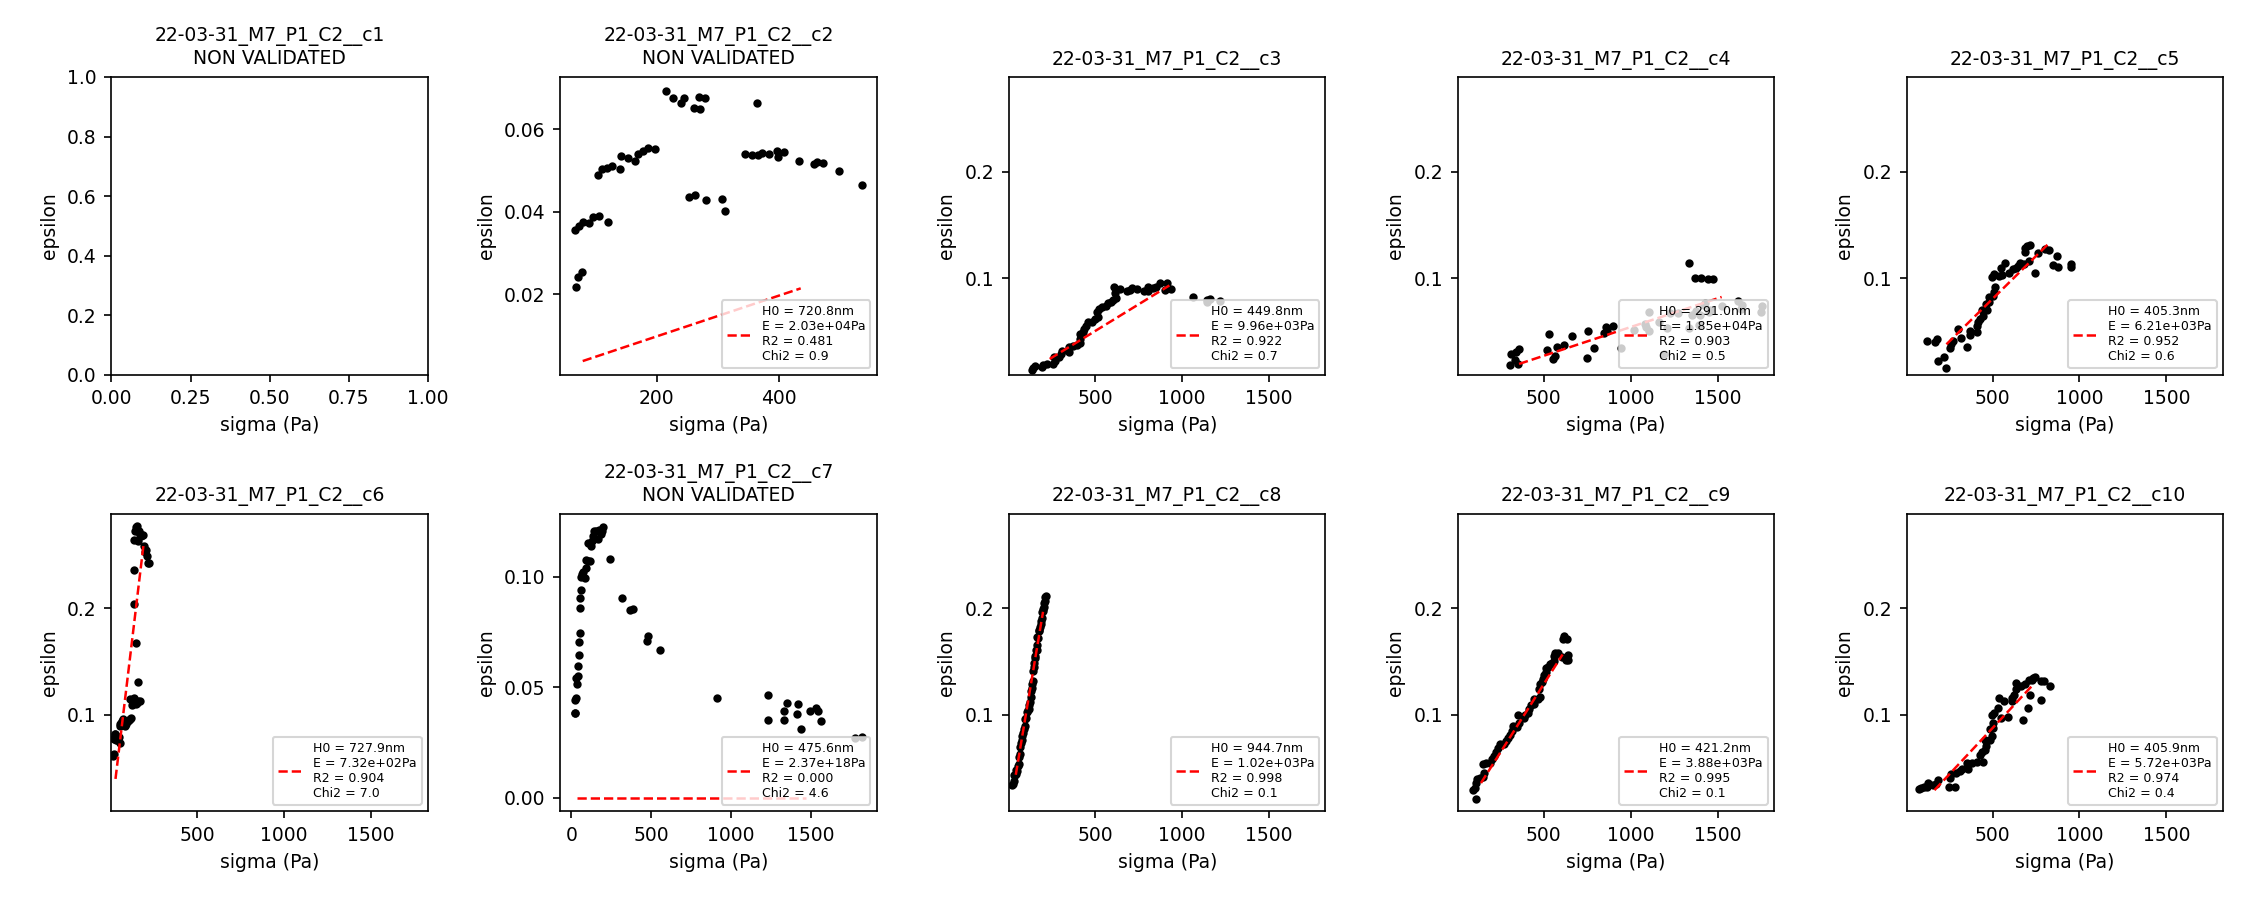 22-03-31_M7_P1_C2__c1
NON VALIDATED
1.0
0.8
0.6
0.4
0.2
0.0
epsilon
0.00 0.25 0.50 0.75 1.00
sigma (Pa)
22-03-31_M7_P1_C2__c2
NON VALIDATED
0.06
0.04
0.02
epsilon
H0 = 720.8nm
E = 2.03e+04Pa
R2 = 0.481
Chi2 = 0.9
200 400
sigma (Pa)
22-03-31_M7_P1_C2__c3
0.2
0.1
epsilon
H0 = 449.8nm
E = 9.96e+03Pa
R2 = 0.922
Chi2 = 0.7
500 1000 1500
sigma (Pa)
22-03-31_M7_P1_C2__c4
0.2
0.1
epsilon
H0 = 291.0nm
E = 1.85e+04Pa
R2 = 0.903
Chi2 = 0.5
500 1000 1500
sigma (Pa)
22-03-31_M7_P1_C2__c5
0.2
0.1
epsilon
H0 = 405.3nm
E = 6.21e+03Pa
R2 = 0.952
Chi2 = 0.6
500 1000 1500
sigma (Pa)
22-03-31_M7_P1_C2__c6
0.2
0.1
epsilon
H0 = 727.9nm
E = 7.32e+02Pa
R2 = 0.904
Chi2 = 7.0
500 1000 1500
sigma (Pa)
22-03-31_M7_P1_C2__c7
NON VALIDATED
0.10
0.05
0.00
epsilon
H0 = 475.6nm
E = 2.37e+18Pa
R2 = 0.000
Chi2 = 4.6
0 500 1000 1500
sigma (Pa)
22-03-31_M7_P1_C2__c8
0.2
0.1
epsilon
H0 = 944.7nm
E = 1.02e+03Pa
R2 = 0.998
Chi2 = 0.1
500 1000 1500
sigma (Pa)
22-03-31_M7_P1_C2__c9
0.2
0.1
epsilon
H0 = 421.2nm
E = 3.88e+03Pa
R2 = 0.995
Chi2 = 0.1
500 1000 1500
sigma (Pa)
22-03-31_M7_P1_C2__c10
0.2
0.1
epsilon
H0 = 405.9nm
E = 5.72e+03Pa
R2 = 0.974
Chi2 = 0.4
500 1000 1500
sigma (Pa)